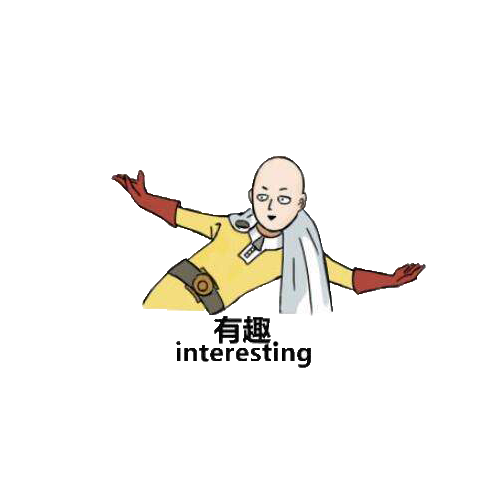 有趣
interesting